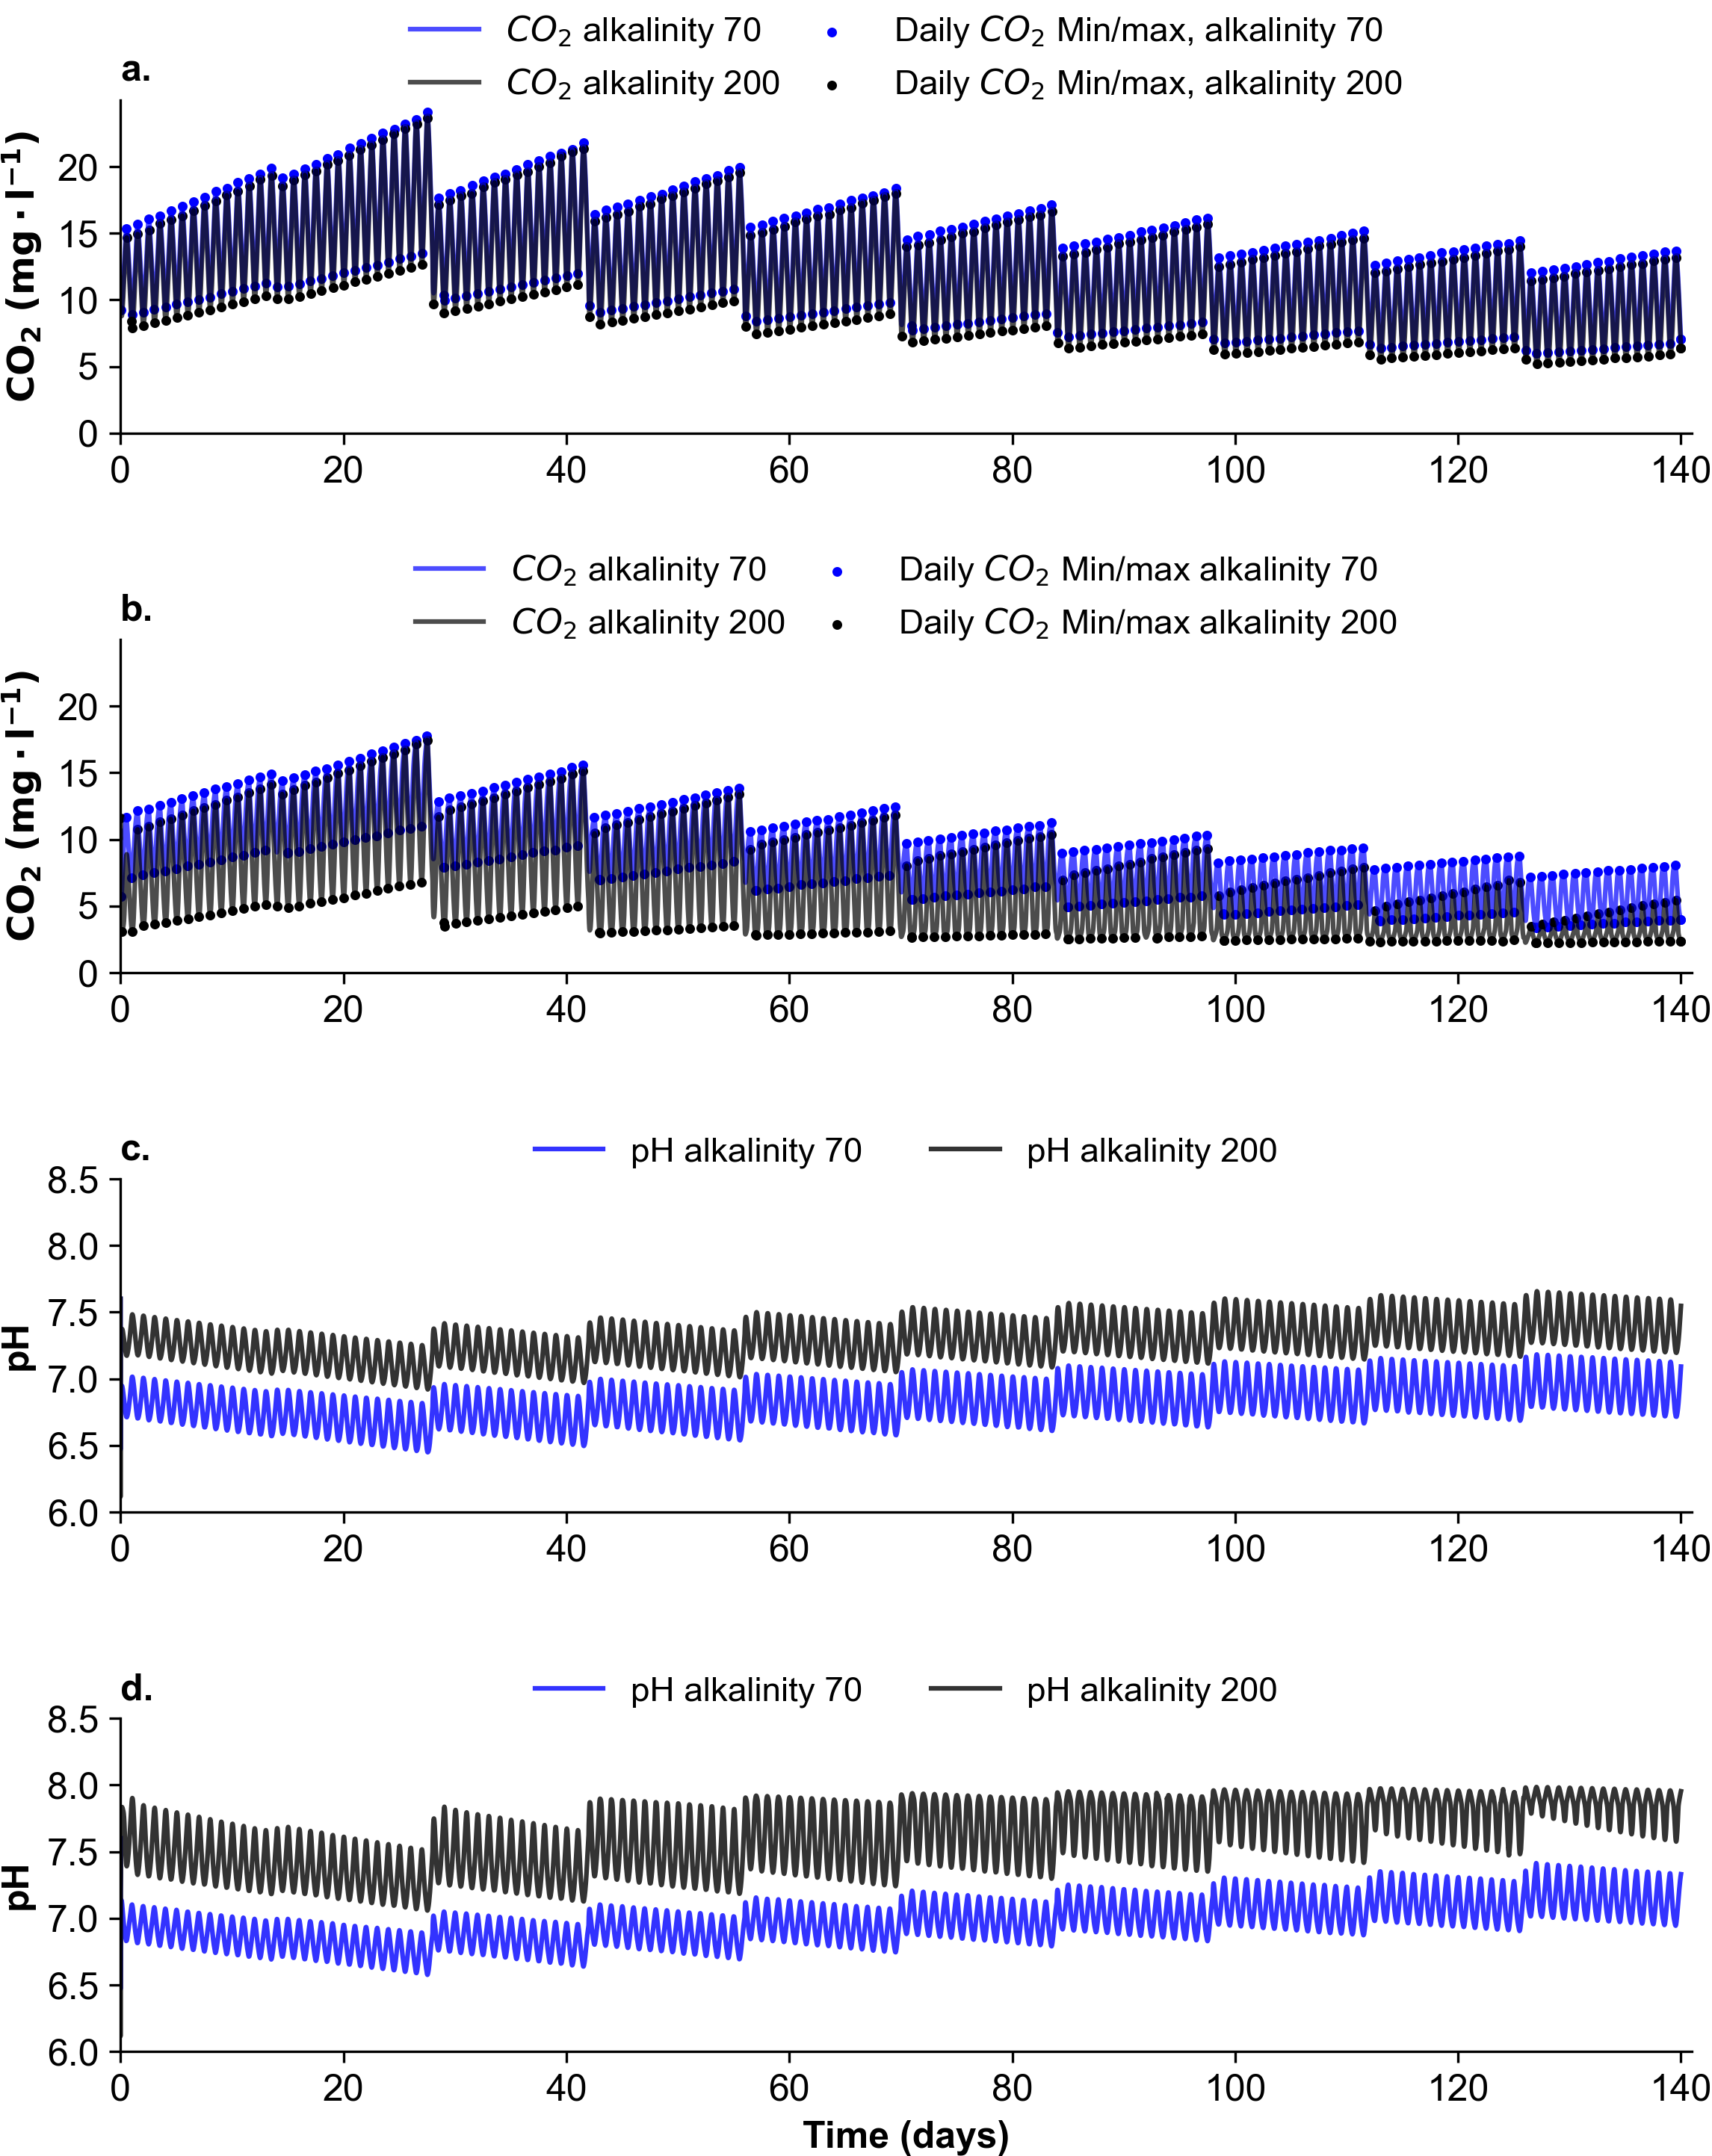 CO₂ alkalinity 70 Daily CO₂ Min/max, alkalinity 70
a. CO₂ alkalinity 200 Daily CO₂ Min/max, alkalinity 200
CO₂ (mg · l⁻¹)
20
15
10
5
0
0 20 40 60 80 100 120 140
CO₂ alkalinity 70 Daily CO₂ Min/max alkalinity 70
b. CO₂ alkalinity 200 Daily CO₂ Min/max alkalinity 200
CO₂ (mg · l⁻¹)
20
15
10
5
0
0 20 40 60 80 100 120 140
c. pH alkalinity 70 pH alkalinity 200
pH
8.5
8.0
7.5
7.0
6.5
6.0
0 20 40 60 80 100 120 140
d. pH alkalinity 70 pH alkalinity 200
pH
8.5
8.0
7.5
7.0
6.5
6.0
0 20 40 60 80 100 120 140
Time (days)